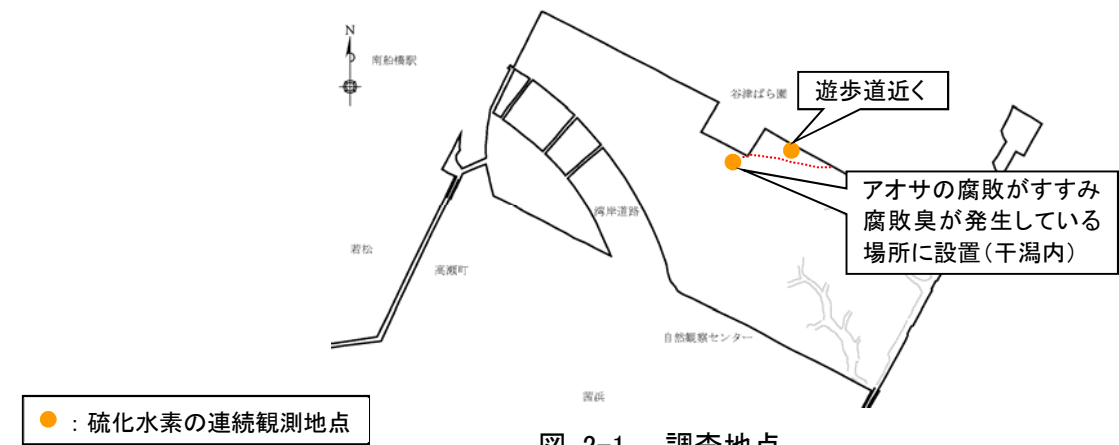 N
南船橋駅
谷津ばら園
遊歩道近く
アオサの腐敗がすすみ
腐敗臭が発生している
場所に設置(干潟内)
湾岸道路
若松
高瀬町
自然観察センター
茜浜
：硫化水素の連続観測地点
図 2-1 調査地点